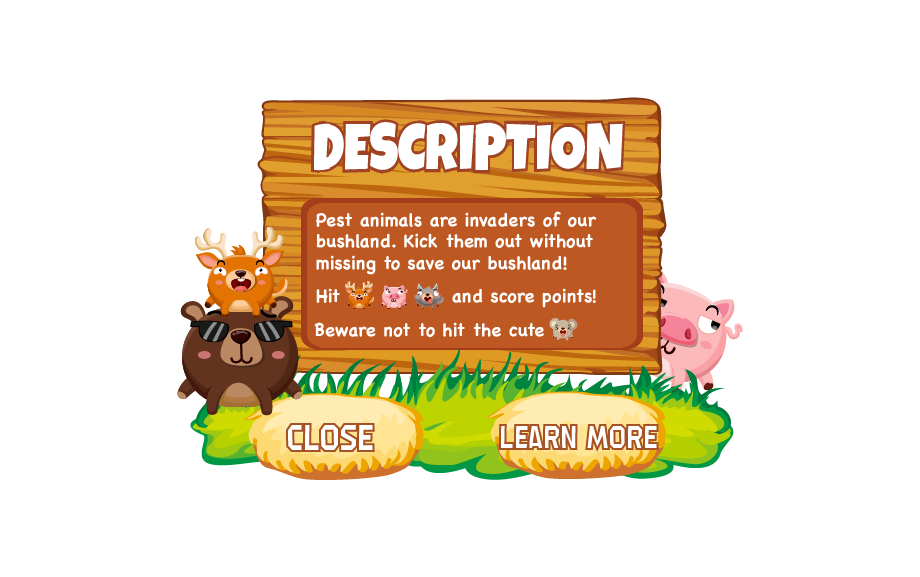 DESCRIPTION
Pest animals are invaders of our
bushland. Kick them out without
missing to save our bushland!
Hit and score points!
Beware not to hit the cute
CLOSE
LEARN MORE